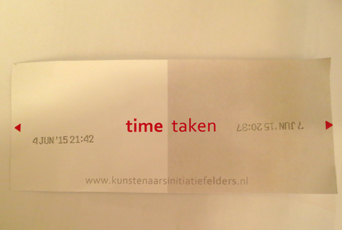 time taken
4 JUN '15 21:42
7 JUN '15 20:37
www.kunstenaarsinitiatiefelders.nl